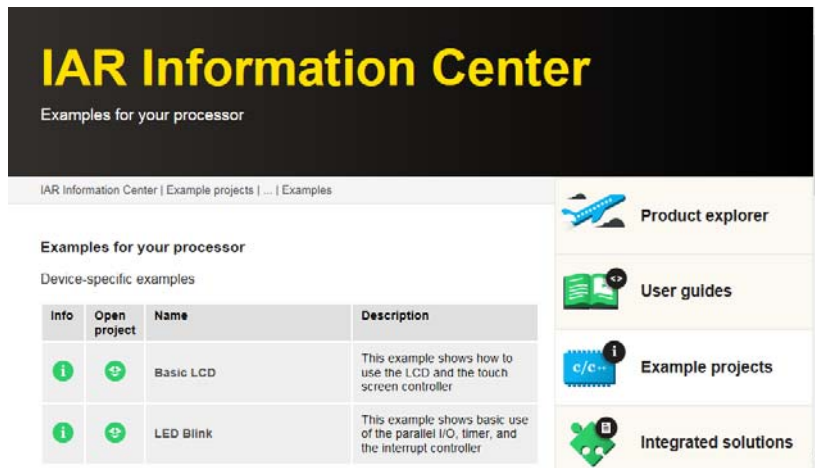 IAR Information Center
Examples for your processor
IAR Information Center | Example projects | ... | Examples
Examples for your processor
Device-specific examples
Info Open project Name Description
Basic LCD
This example shows how to
use the LCD and the touch
screen controller
LED Blink
This example shows basic use
of the parallel I/O, timer, and
the interrupt controller
Product explorer
User guides
c/c++
Example projects
Integrated solutions